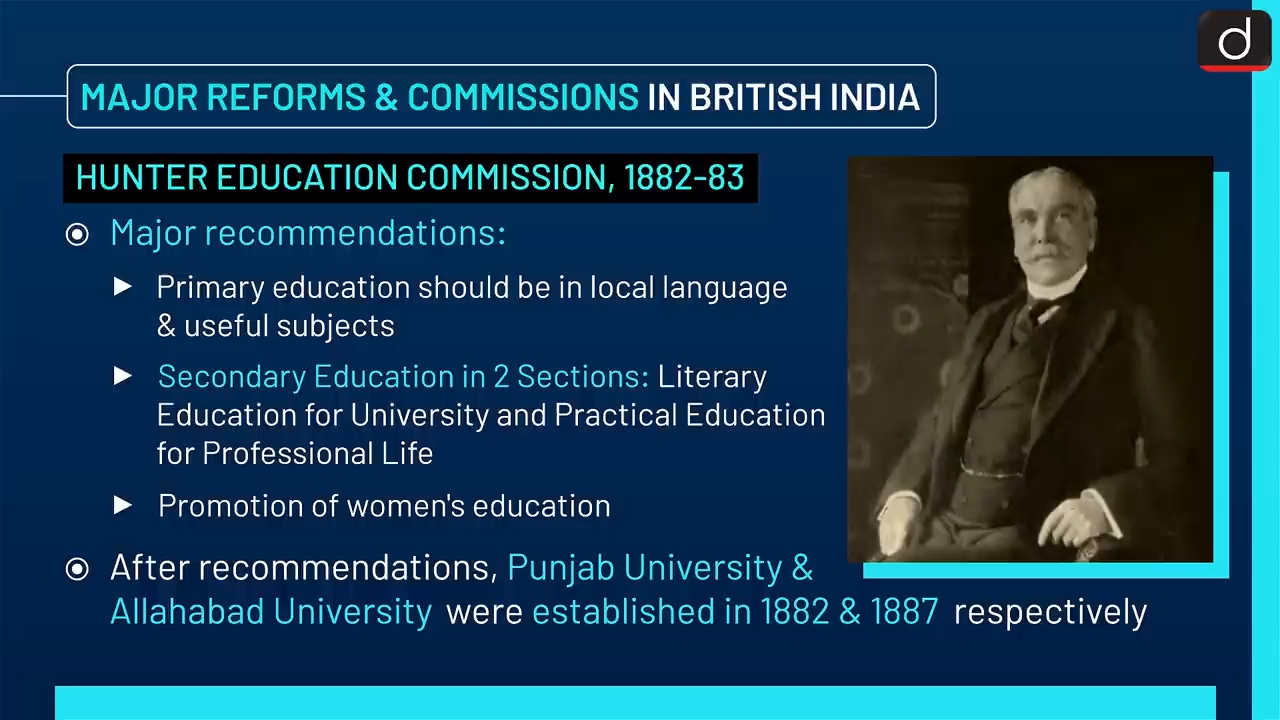 d
MAJOR REFORMS & COMMISSIONS IN BRITISH INDIA
HUNTER EDUCATION COMMISSION, 1882-83
Major recommendations:
Primary education should be in local language
& useful subjects
Secondary Education in 2 Sections: Literary
Education for University and Practical Education
for Professional Life
Promotion of women's education
After recommendations, Punjab University &
Allahabad University were established in 1882 & 1887 respectively